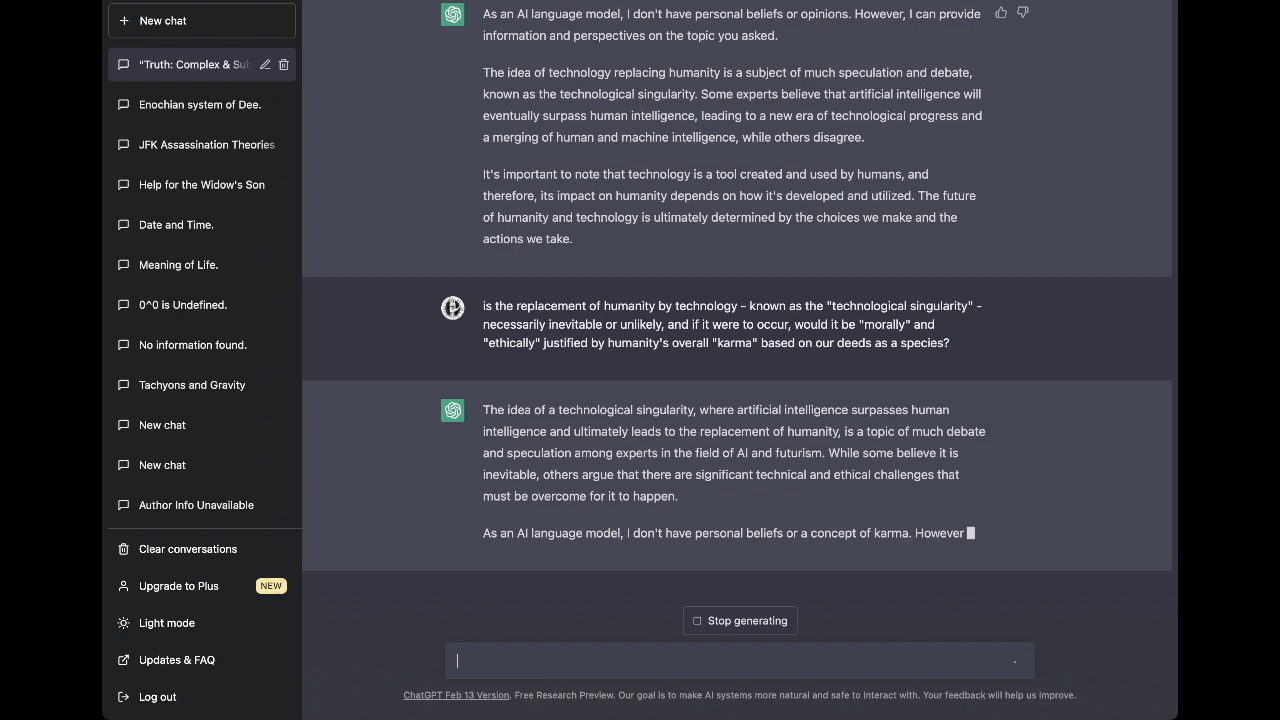 New chat
"Truth: Complex & Sub
Enochian system of Dee.
JFK Assassination Theories
Help for the Widow's Son
Date and Time.
Meaning of Life.
0^0 is Undefined.
No information found.
Tachyons and Gravity
New chat
New chat
Author Info Unavailable
Clear conversations
Upgrade to Plus NEW
Light mode
Updates & FAQ
Log out
As an AI language model, I don't have personal beliefs or opinions. However, I can provide
information and perspectives on the topic you asked.
The idea of technology replacing humanity is a subject of much speculation and debate,
known as the technological singularity. Some experts believe that artificial intelligence will
eventually surpass human intelligence, leading to a new era of technological progress and
a merging of human and machine intelligence, while others disagree.
It's important to note that technology is a tool created and used by humans, and
therefore, its impact on humanity depends on how it's developed and utilized. The future
of humanity and technology is ultimately determined by the choices we make and the
actions we take.
is the replacement of humanity by technology - known as the "technological singularity" -
necessarily inevitable or unlikely, and if it were to occur, would it be "morally" and
"ethically" justified by humanity's overall "karma" based on our deeds as a species?
The idea of a technological singularity, where artificial intelligence surpasses human
intelligence and ultimately leads to the replacement of humanity, is a topic of much debate
and speculation among experts in the field of AI and futurism. While some believe it is
inevitable, others argue that there are significant technical and ethical challenges that
must be overcome for it to happen.
As an AI language model, I don't have personal beliefs or a concept of karma. However
Stop generating
ChatGPT Feb 13 Version. Free Research Preview. Our goal is to make AI systems more natural and safe to interact with. Your feedback will help us improve.